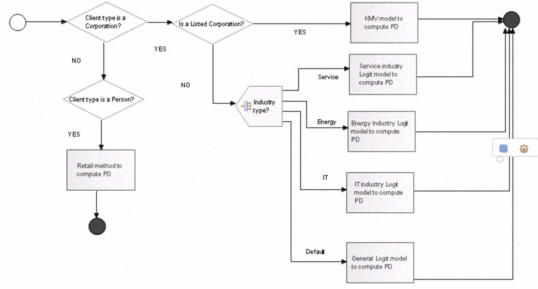 Client type is a
Corporation?
YES
Is a Listed Corporation?
YES
KMV model to
compute PD
NO
Client type is a Person?
YES
Retail method to
compute PD
NO
Industry
type?
Service
Service industry
Logit model to
compute PD
Energy
Energy industry Logit
model to compute
PD
IT
IT industry Logit
model to compute
PD
Default
General Logit model
to compute PD